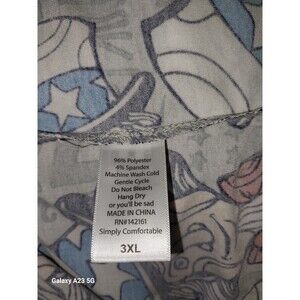 96% Polyester
4% Spandex
Machine Wash Cold
Gentle Cycle
Do Not Bleach
Hang Dry
or you'll be sad
MADE IN CHINA
RN#142161
Simply Comfortable
3XL
Galaxy A23 5G